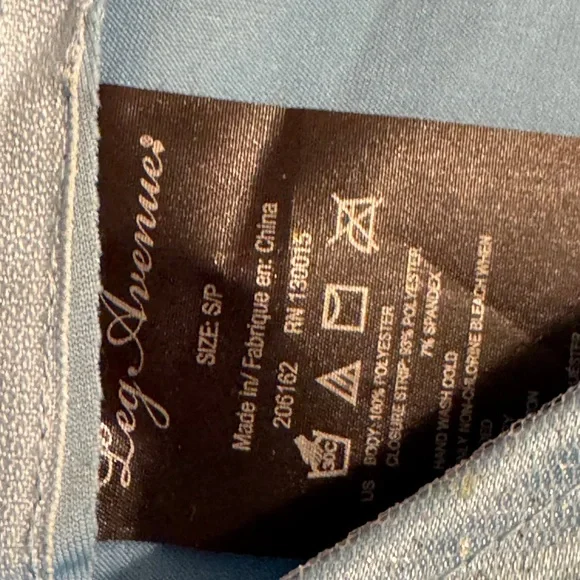 Leg Avenue
SIZE: S/P
Made in/ Fabrique en: China
206162 RN 130015
30C
US BODY: 100% POLYESTER
CLOSURE STRIP: 93% POLYESTER
7% SPANDEX
HAND WASH COLD
NON-CHLORINE BLEACH WHEN